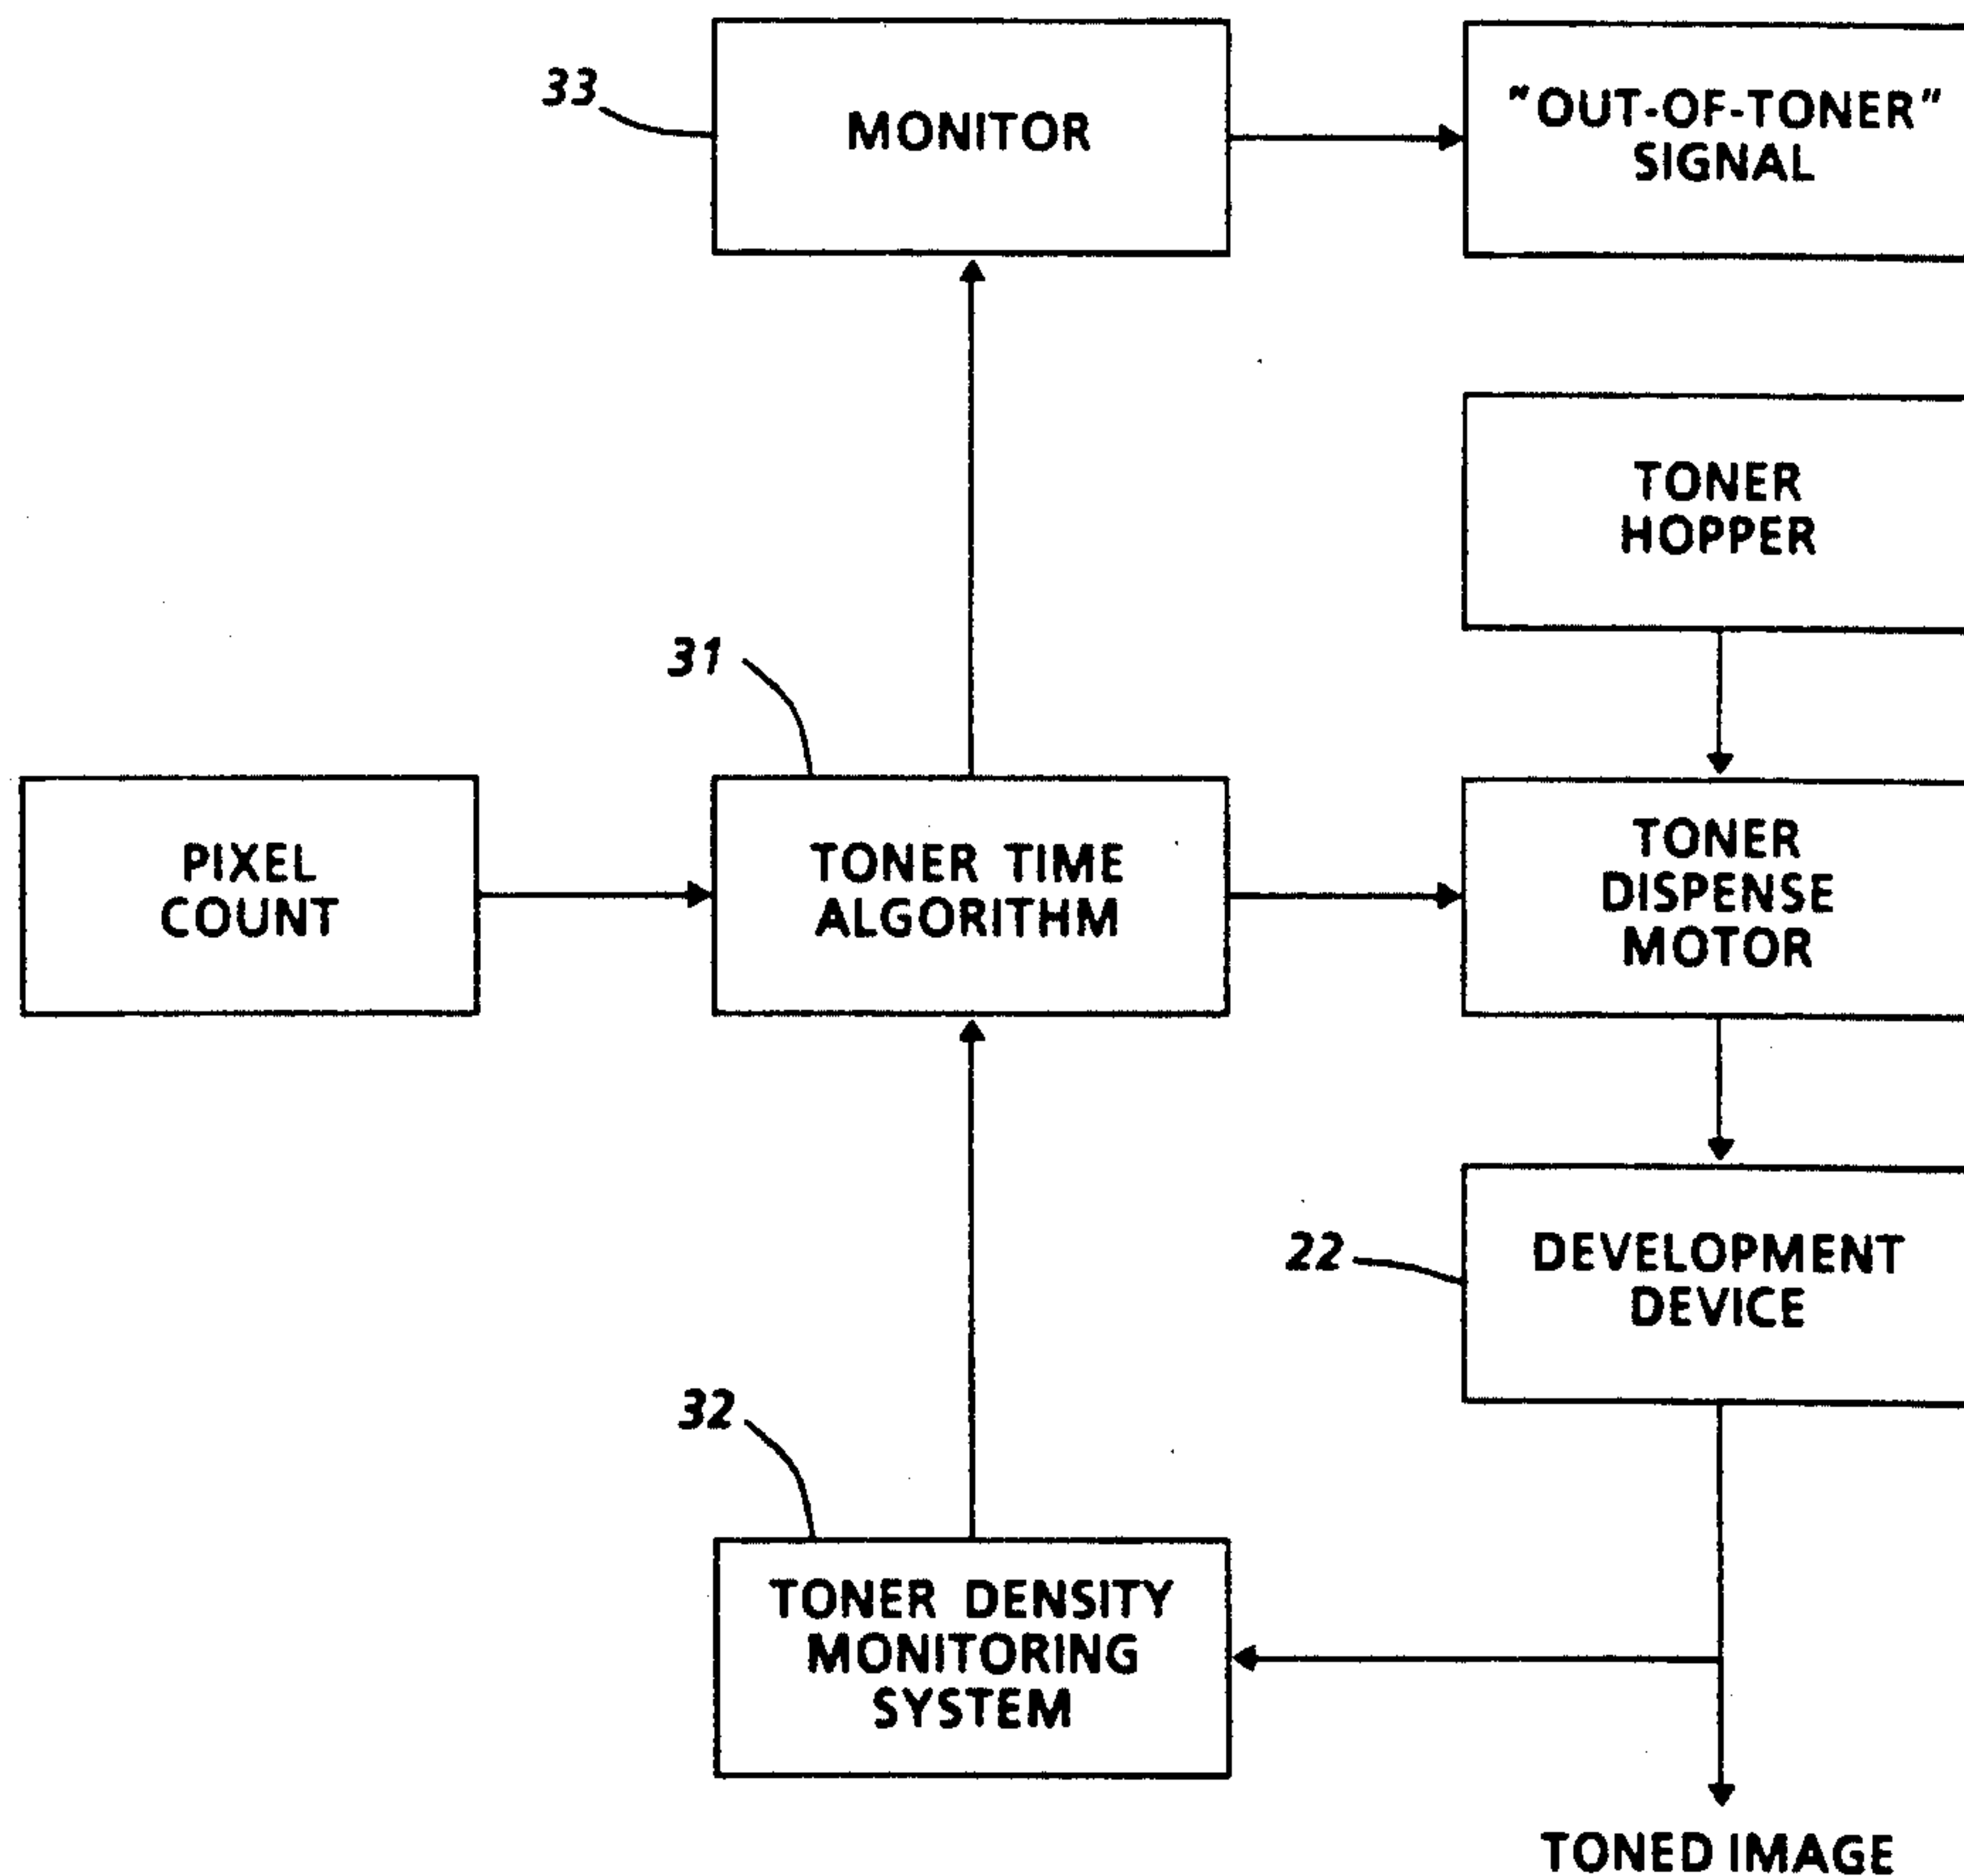 33
MONITOR
"OUT-OF-TONER"
SIGNAL
TONER
HOPPER
31
PIXEL
COUNT
TONER TIME
ALGORITHM
TONER
DISPENSE
MOTOR
22
DEVELOPMENT
DEVICE
32
TONER DENSITY
MONITORING
SYSTEM
TONED IMAGE